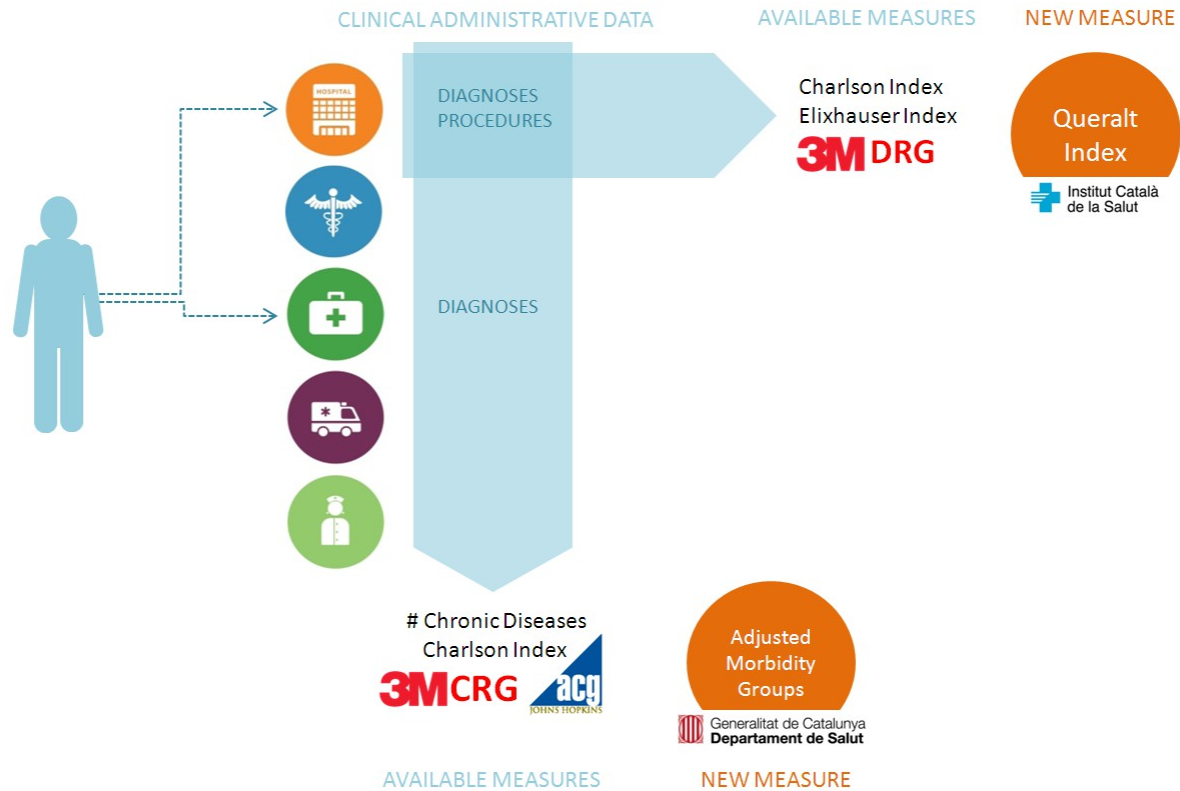 CLINICAL ADMINISTRATIVE DATA
AVAILABLE MEASURES
NEW MEASURE
HOSPITAL
DIAGNOSES
PROCEDURES
Charlson Index
Elixhauser Index
3M DRG
Queralt
Index
Institut Català
de la Salut
DIAGNOSES
# Chronic Diseases
Charlson Index
3M CRG
acg
JOHNS HOPKINS
Adjusted
Morbidity
Groups
Generalitat de Catalunya
Departament de Salut
AVAILABLE MEASURES
NEW MEASURE